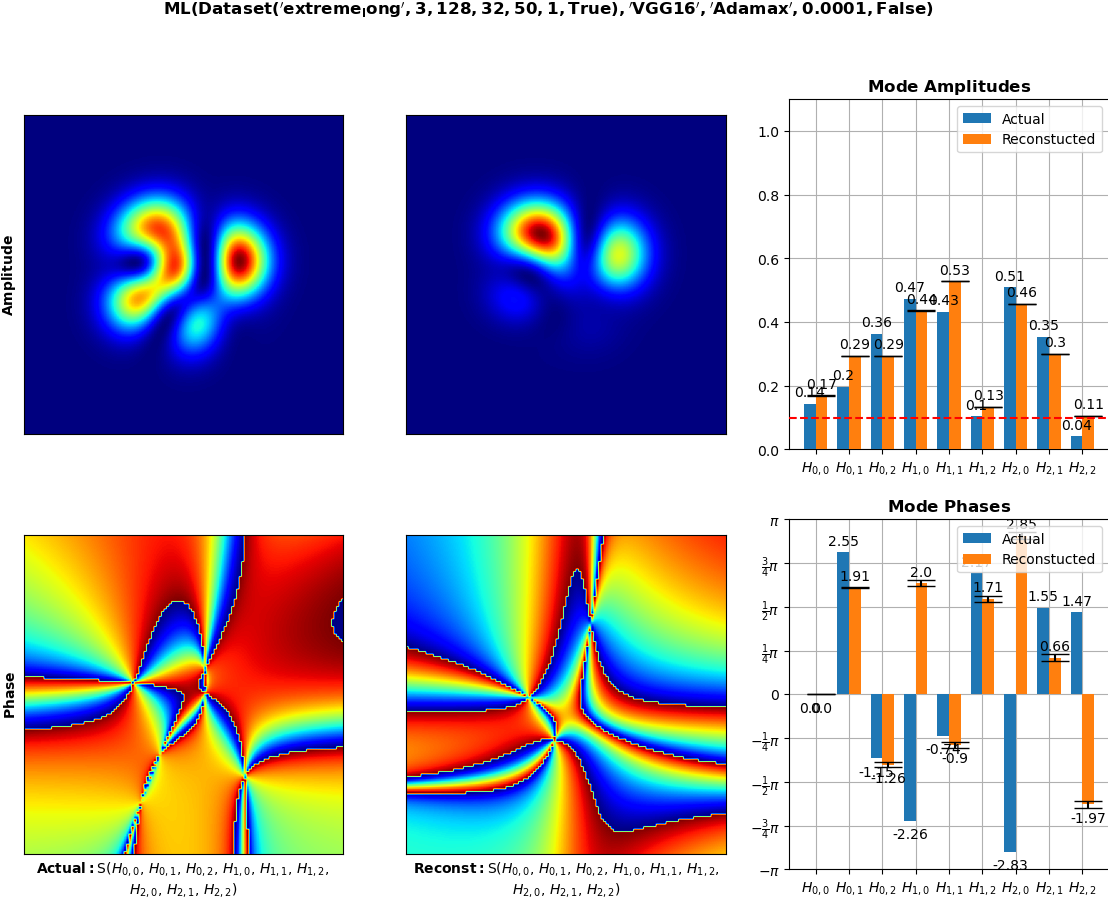 ML(Dataset('extreme_long', 3, 128, 32, 50, 1, True), 'VGG16', 'Adamax', 0.0001, False)
Mode Amplitudes
Amplitude
Actual
Reconstucted
1.0
0.8
0.6
0.4
0.2
0.0
0.14
0.17
0.2
0.29
0.36
0.29
0.47
0.44
0.43
0.53
0.1
0.13
0.51
0.46
0.35
0.3
0.04
0.11
H0,0 H0,1 H0,2 H1,0 H1,1 H1,2 H2,0 H2,1 H2,2
Mode Phases
Phase
Actual
Reconstucted
π
3/4π
1/2π
1/4π
0
−1/4π
−1/2π
−3/4π
−π
0.0
0.0
2.55
1.91
-1.15
-1.26
-2.26
2.0
-0.74
-0.9
1.71
-2.83
2.85
1.55
0.66
1.47
-1.97
H0,0 H0,1 H0,2 H1,0 H1,1 H1,2 H2,0 H2,1 H2,2
Actual: S(H0,0, H0,1, H0,2, H1,0, H1,1, H1,2,
H2,0, H2,1, H2,2)
Reconst: S(H0,0, H0,1, H0,2, H1,0, H1,1, H1,2,
H2,0, H2,1, H2,2)